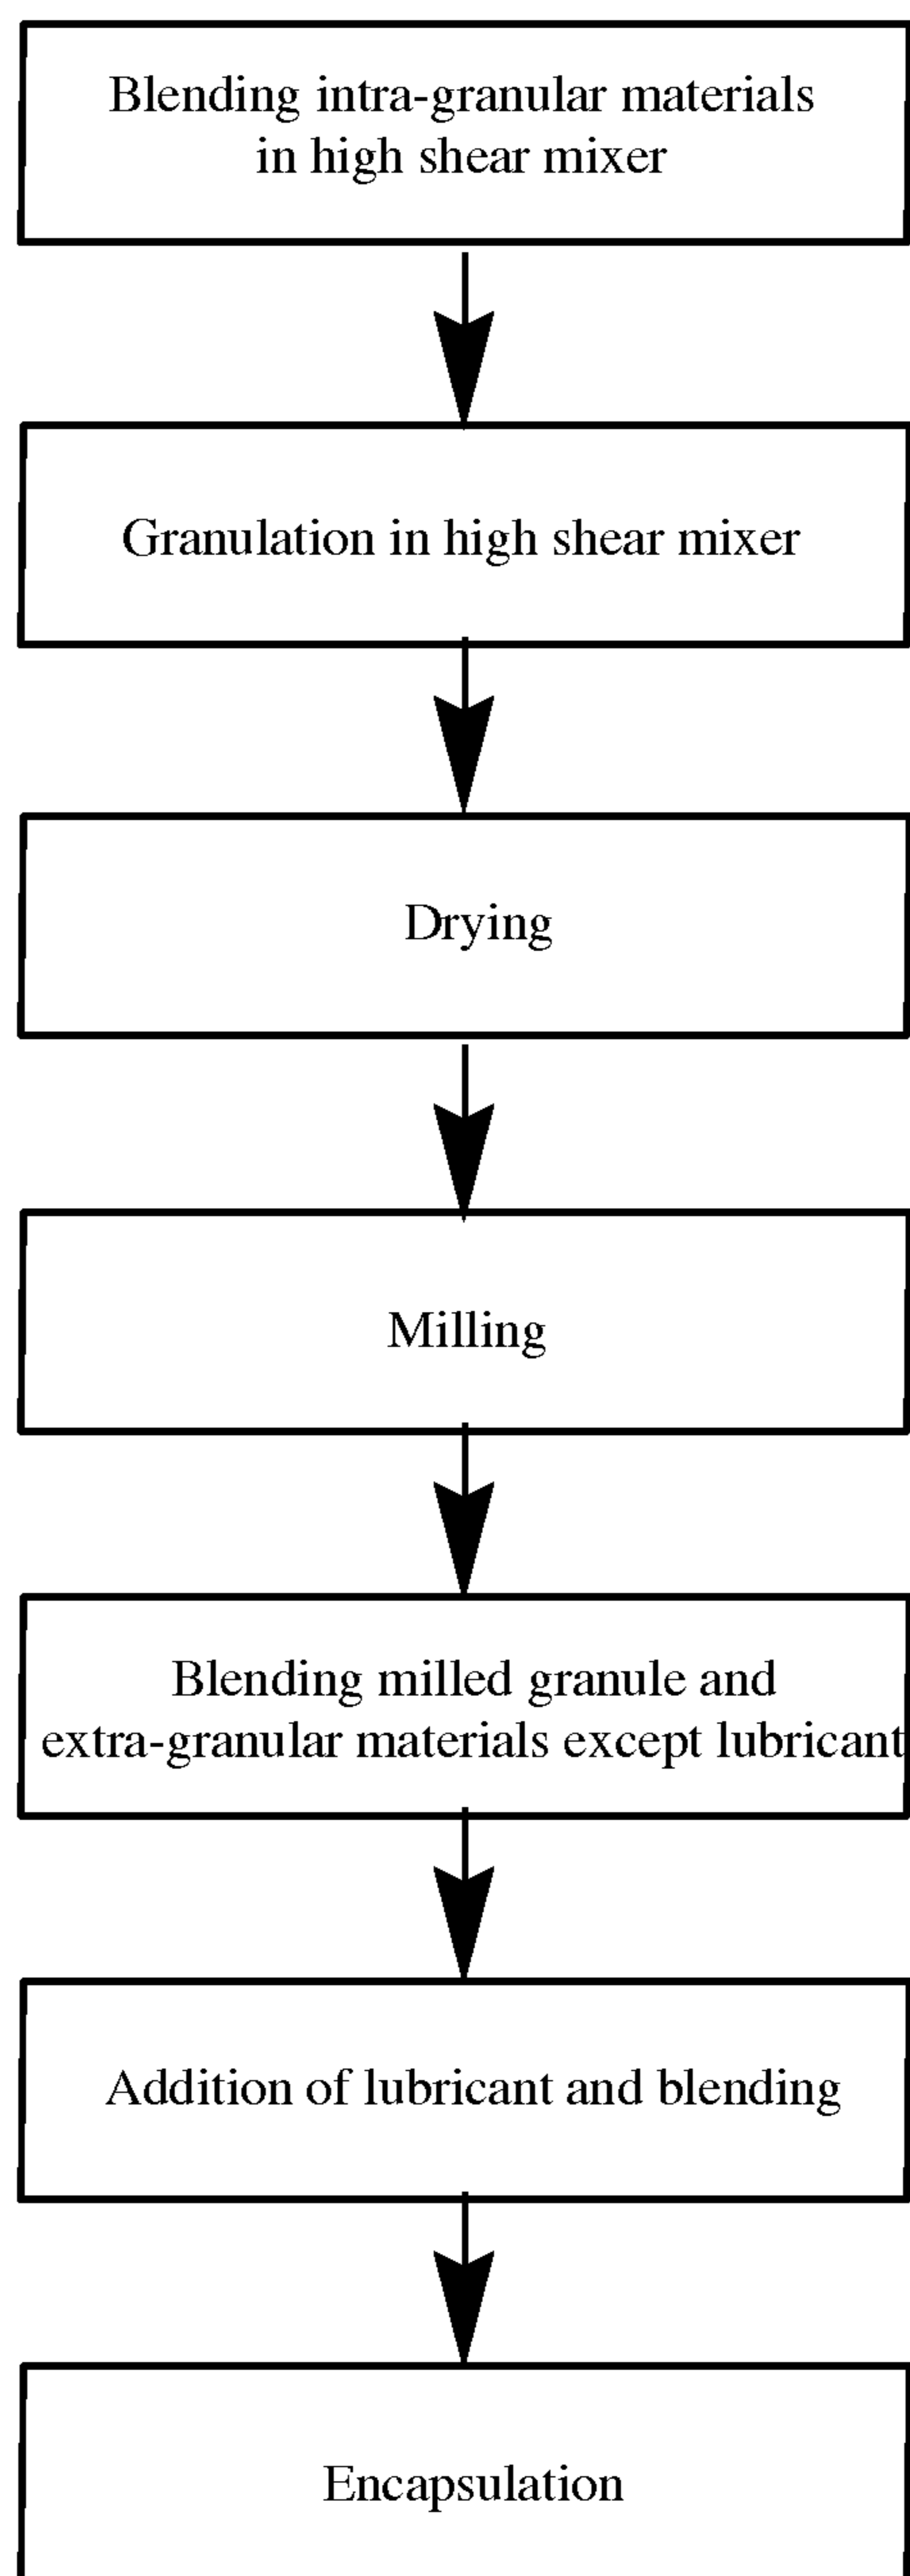 Blending intra-granular materials
in high shear mixer
Granulation in high shear mixer
Drying
Milling
Blending milled granule and
extra-granular materials except lubricant
Addition of lubricant and blending
Encapsulation